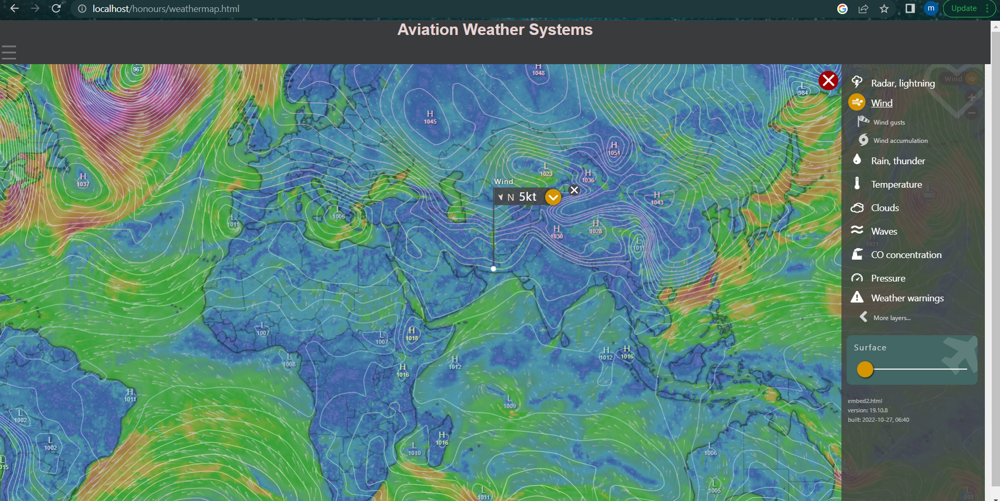 localhost/honours/weathermap.html
m
Update
Aviation Weather Systems
967
H
1048
L
984
H
1045
H
1051
H
1037
L
1023
H
1036
Wind
N 5kt
H
1043
L
1006
L
1011
H
1030
H
1028
L
1011
L
1007
L
1007
H
1018
L
1008
H
1016
H
1012
H
1012
H
1016
H
1011
L
1009
L
1002
L
1002
H
1016
L
1010
L
1006
L
015
L
1005
L
1011
Radar, lightning
Wind
Wind
Wind gusts
Wind accumulation
Rain, thunder
Temperature
Clouds
Waves
H
1021
CO concentration
Pressure
Weather warnings
More layers...
Surface
embed2.html
version: 19.10.8
built: 2022-10-27, 06:40